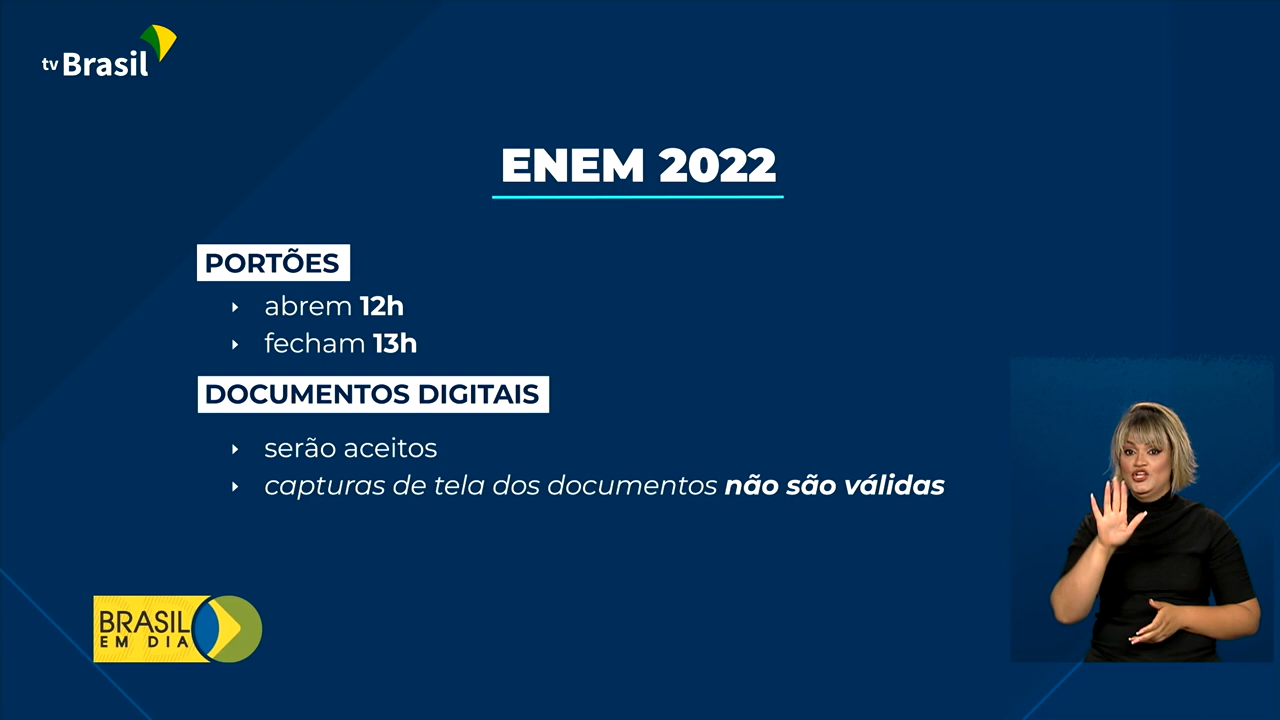 tv Brasil
ENEM 2022
PORTÕES
abrem 12h
fecham 13h
DOCUMENTOS DIGITAIS
serão aceitos
capturas de tela dos documentos não são válidas
BRASIL
EM DIA